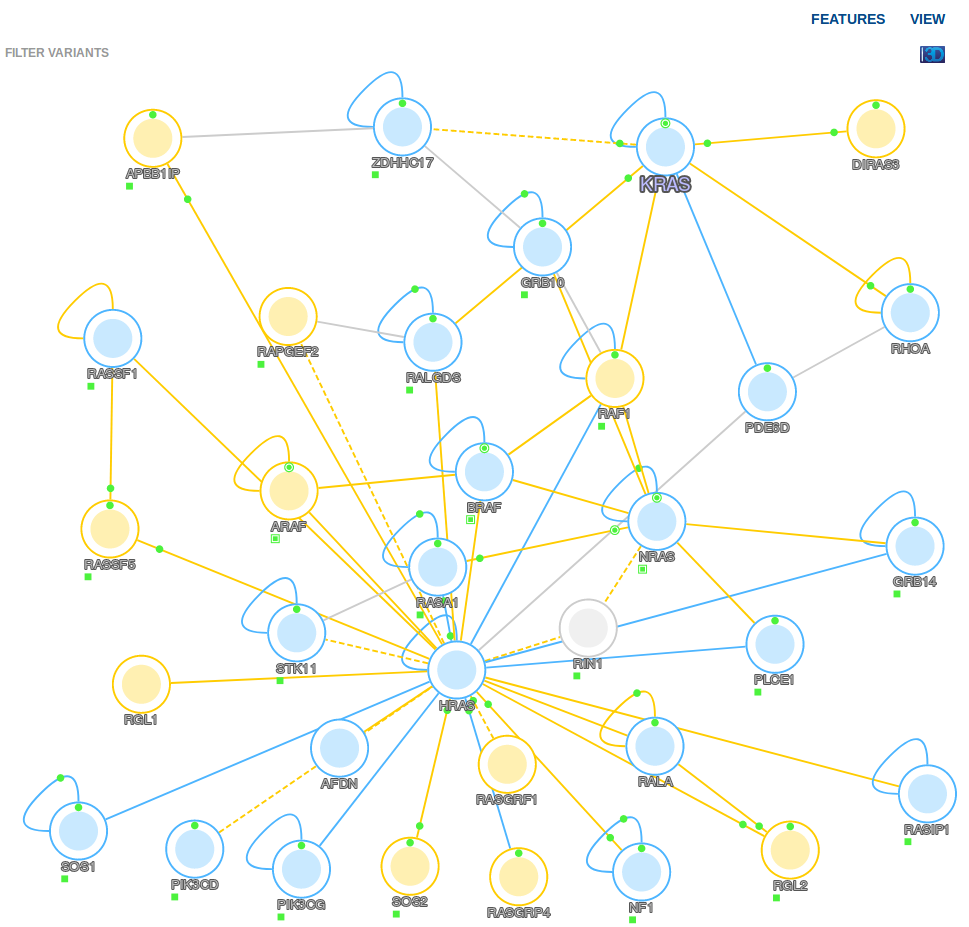 FEATURES VIEW
FILTER VARIANTS
I3D
APBB1IP
ZDHHC17
KRAS
DIRAS3
GRB10
RASSF1
RAPGEF2
RALGDS
RHOA
RAF1
PDE6D
ARAF
BRAF
NRAS
RASSF5
RASA1
GRB14
STK11
RIN1
PLCE1
RGL1
HRAS
AFDN
RASGRF1
RALA
RASIP1
SOS1
PIK3CD
PIK3CG
SOS2
RASGRP4
NF1
RGL2